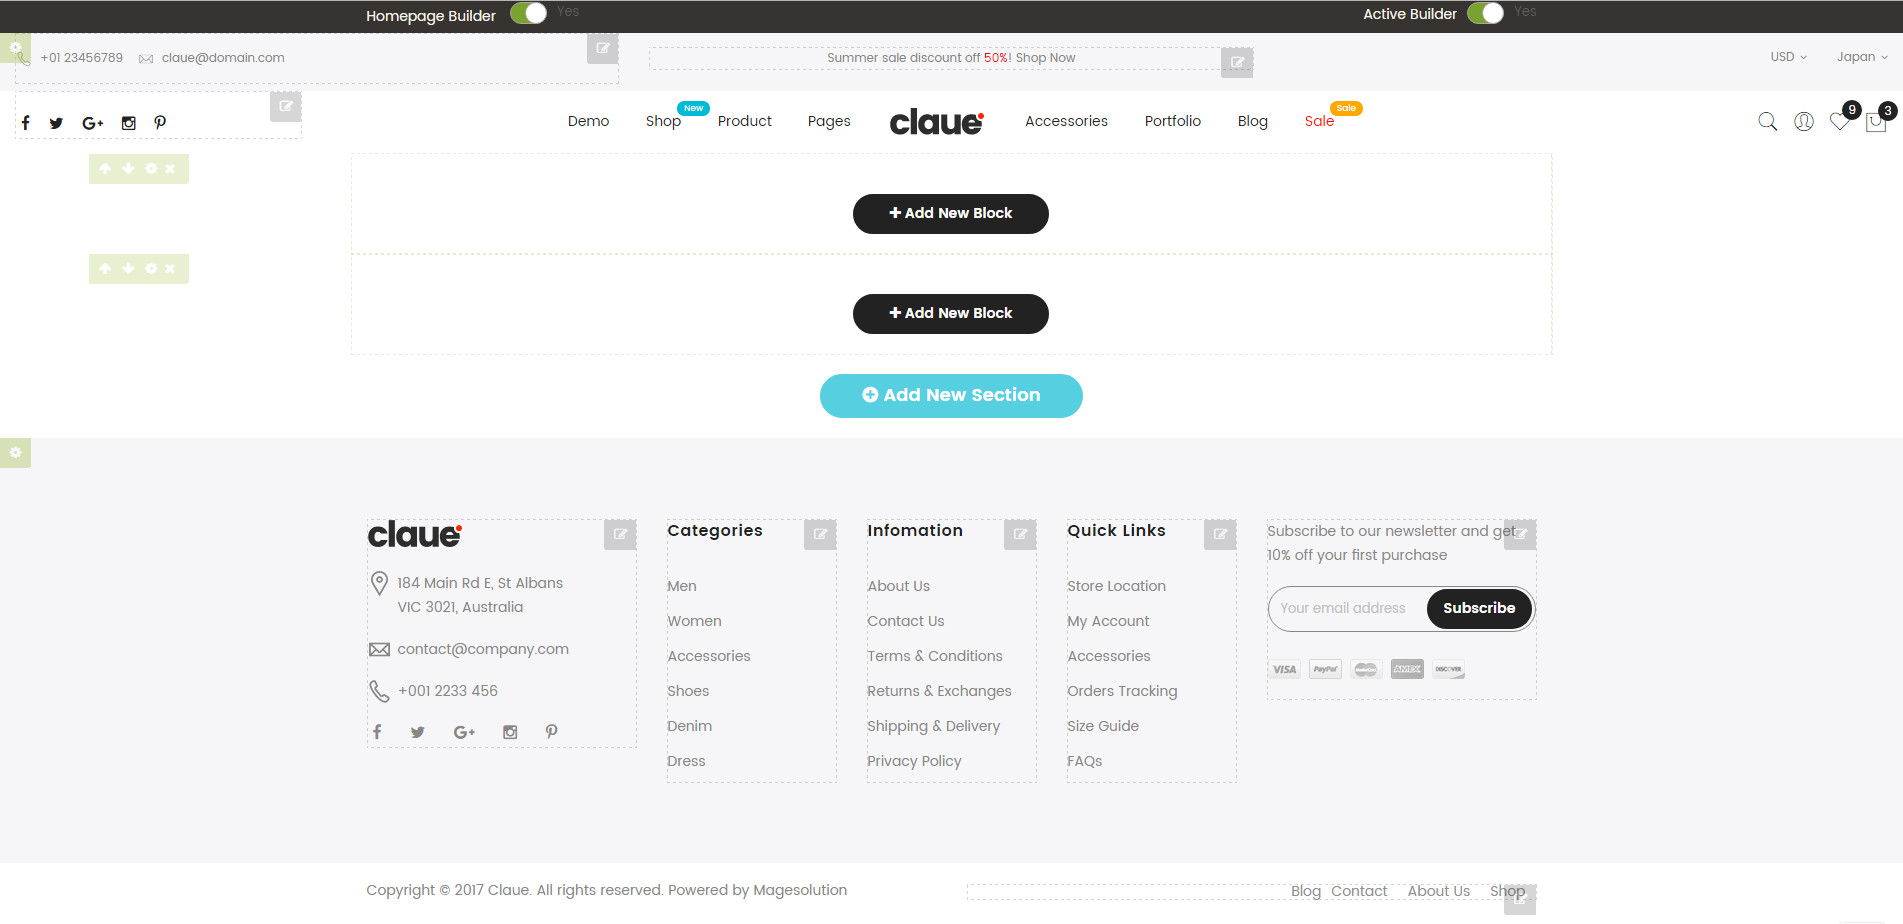 Homepage Builder Yes Active Builder Yes
+01 23456789 claue@domain.com Summer sale discount off 50%! Shop Now USD Japan
New Sale 9 3
Demo Shop Product Pages claue Accessories Portfolio Blog Sale
Add New Block
Add New Block
Add New Section
claue
184 Main Rd E, St Albans
VIC 3021, Australia
contact@company.com
+001 2233 456
Categories
Men
Women
Accessories
Shoes
Denim
Dress
Infomation
About Us
Contact Us
Terms & Conditions
Returns & Exchanges
Shipping & Delivery
Privacy Policy
Quick Links
Store Location
My Account
Accessories
Orders Tracking
Size Guide
FAQs
Subscribe to our newsletter and get
10% off your first purchase
Your email address Subscribe
VISA PayPal MasterCard AMEX DISCOVER
Copyright © 2017 Claue. All rights reserved. Powered by Magesolution Blog Contact About Us Shop